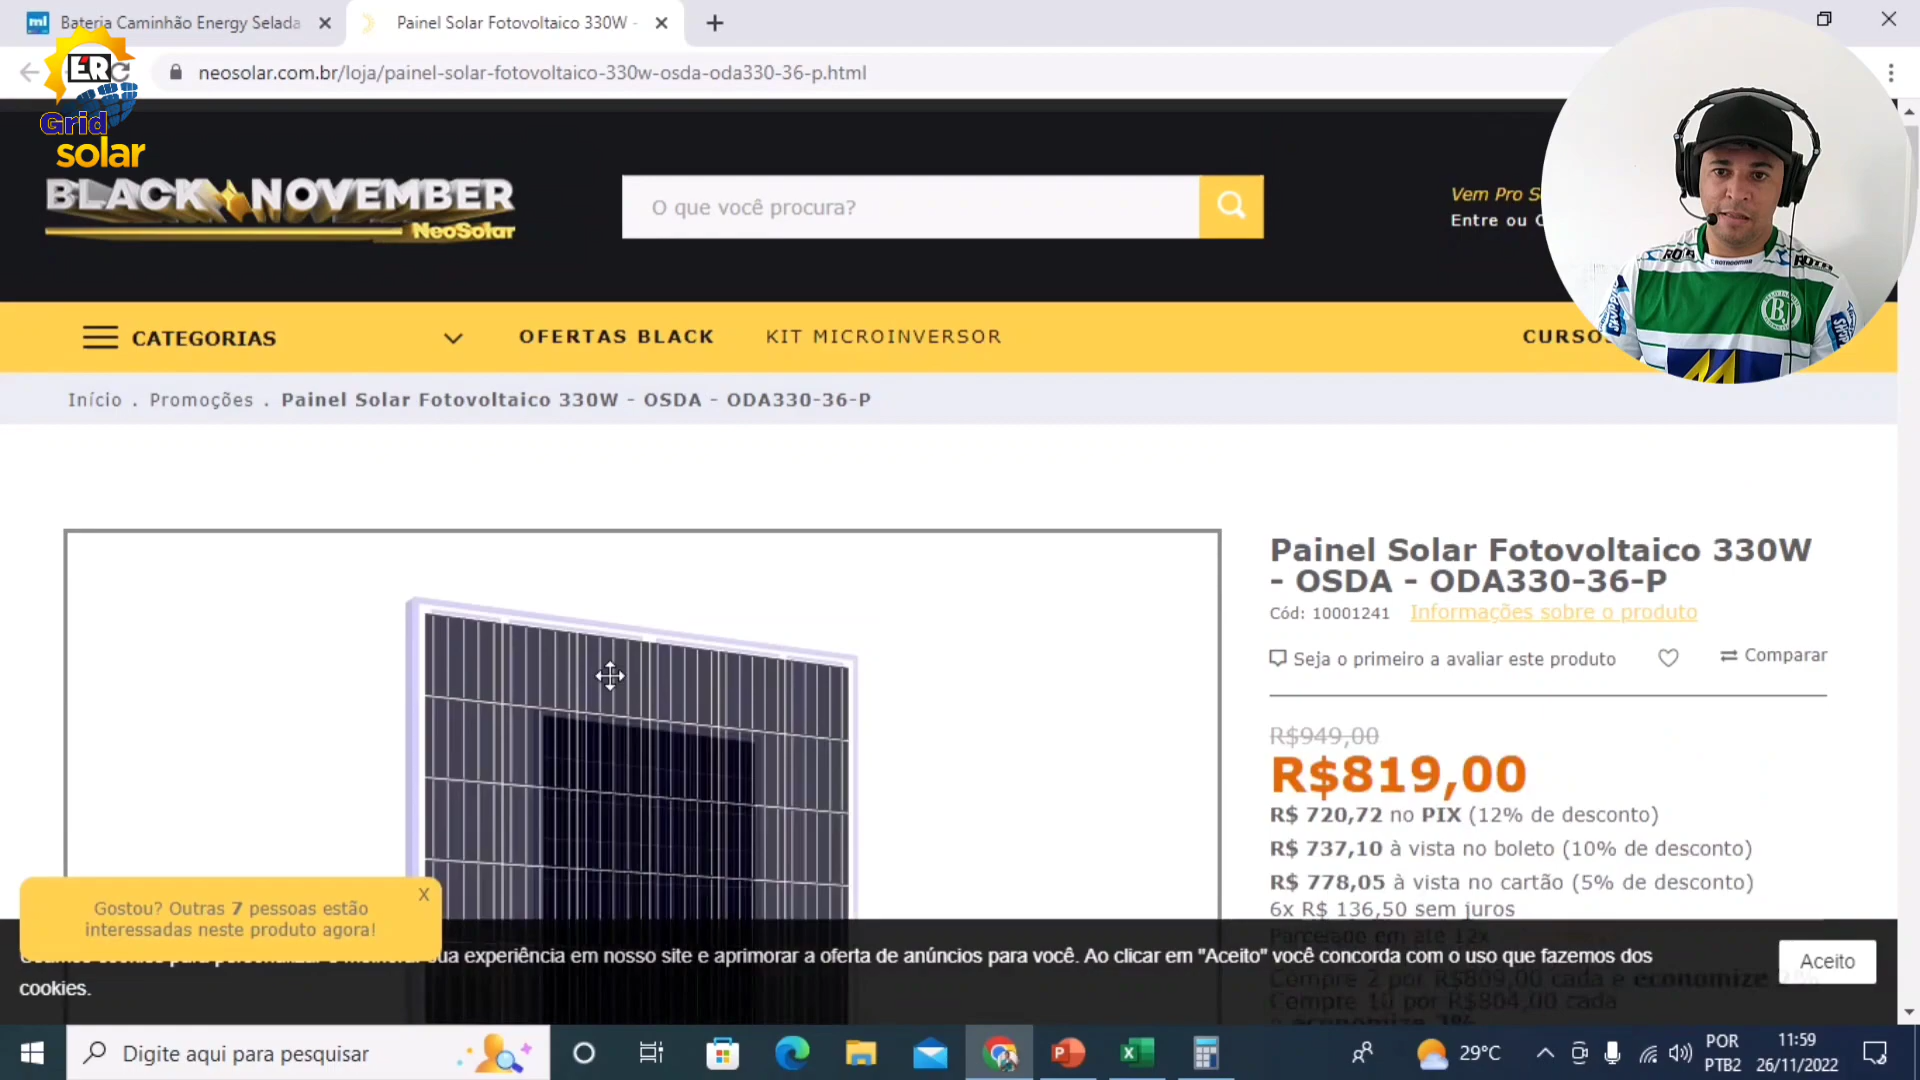 Bateria Caminhão Energy Selada
Painel Solar Fotovoltaico 330W -
neosolar.com.br/loja/painel-solar-fotovoltaico-330w-osda-oda330-36-p.html
ER
Grid
solar
BLACK NOVEMBER
NeoSolar
O que você procura?
Vem Pro S
Entre ou
CATEGORIAS
OFERTAS BLACK
KIT MICROINVERSOR
CURSOS
Início . Promoções . Painel Solar Fotovoltaico 330W - OSDA - ODA330-36-P
Painel Solar Fotovoltaico 330W
- OSDA - ODA330-36-P
Cód: 10001241 Informações sobre o produto
Seja o primeiro a avaliar este produto
Comparar
R$949,00
R$819,00
R$ 720,72 no PIX (12% de desconto)
R$ 737,10 à vista no boleto (10% de desconto)
R$ 778,05 à vista no cartão (5% de desconto)
6x R$ 136,50 sem juros
Parcelado em até 12x
Compre 2 por R$809,00 cada e economize
Compre 10 por R$804,00 cada
e economize
Gostou? Outras 7 pessoas estão
interessadas neste produto agora!
X
sua experiência em nosso site e aprimorar a oferta de anúncios para você. Ao clicar em "Aceito" você concorda com o uso que fazemos dos
cookies.
Aceito
Digite aqui para pesquisar
29°C
POR
PTB2
11:59
26/11/2022